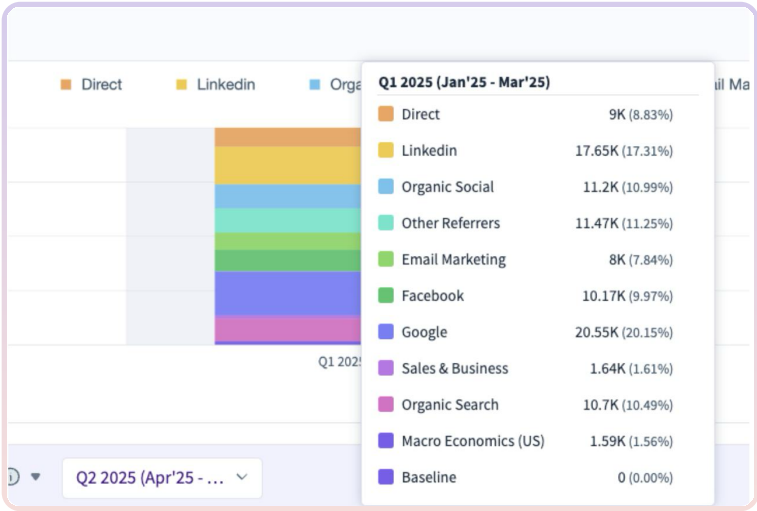 Direct Linkedin Orga ail Ma
Q1 2025 (Jan'25 - Mar'25)
Direct 9K (8.83%)
Linkedin 17.65K (17.31%)
Organic Social 11.2K (10.99%)
Other Referrers 11.47K (11.25%)
Email Marketing 8K (7.84%)
Facebook 10.17K (9.97%)
Google 20.55K (20.15%)
Sales & Business 1.64K (1.61%)
Organic Search 10.7K (10.49%)
Macro Economics (US) 1.59K (1.56%)
Baseline 0 (0.00%)
Q1 2025
Q2 2025 (Apr'25 - ...